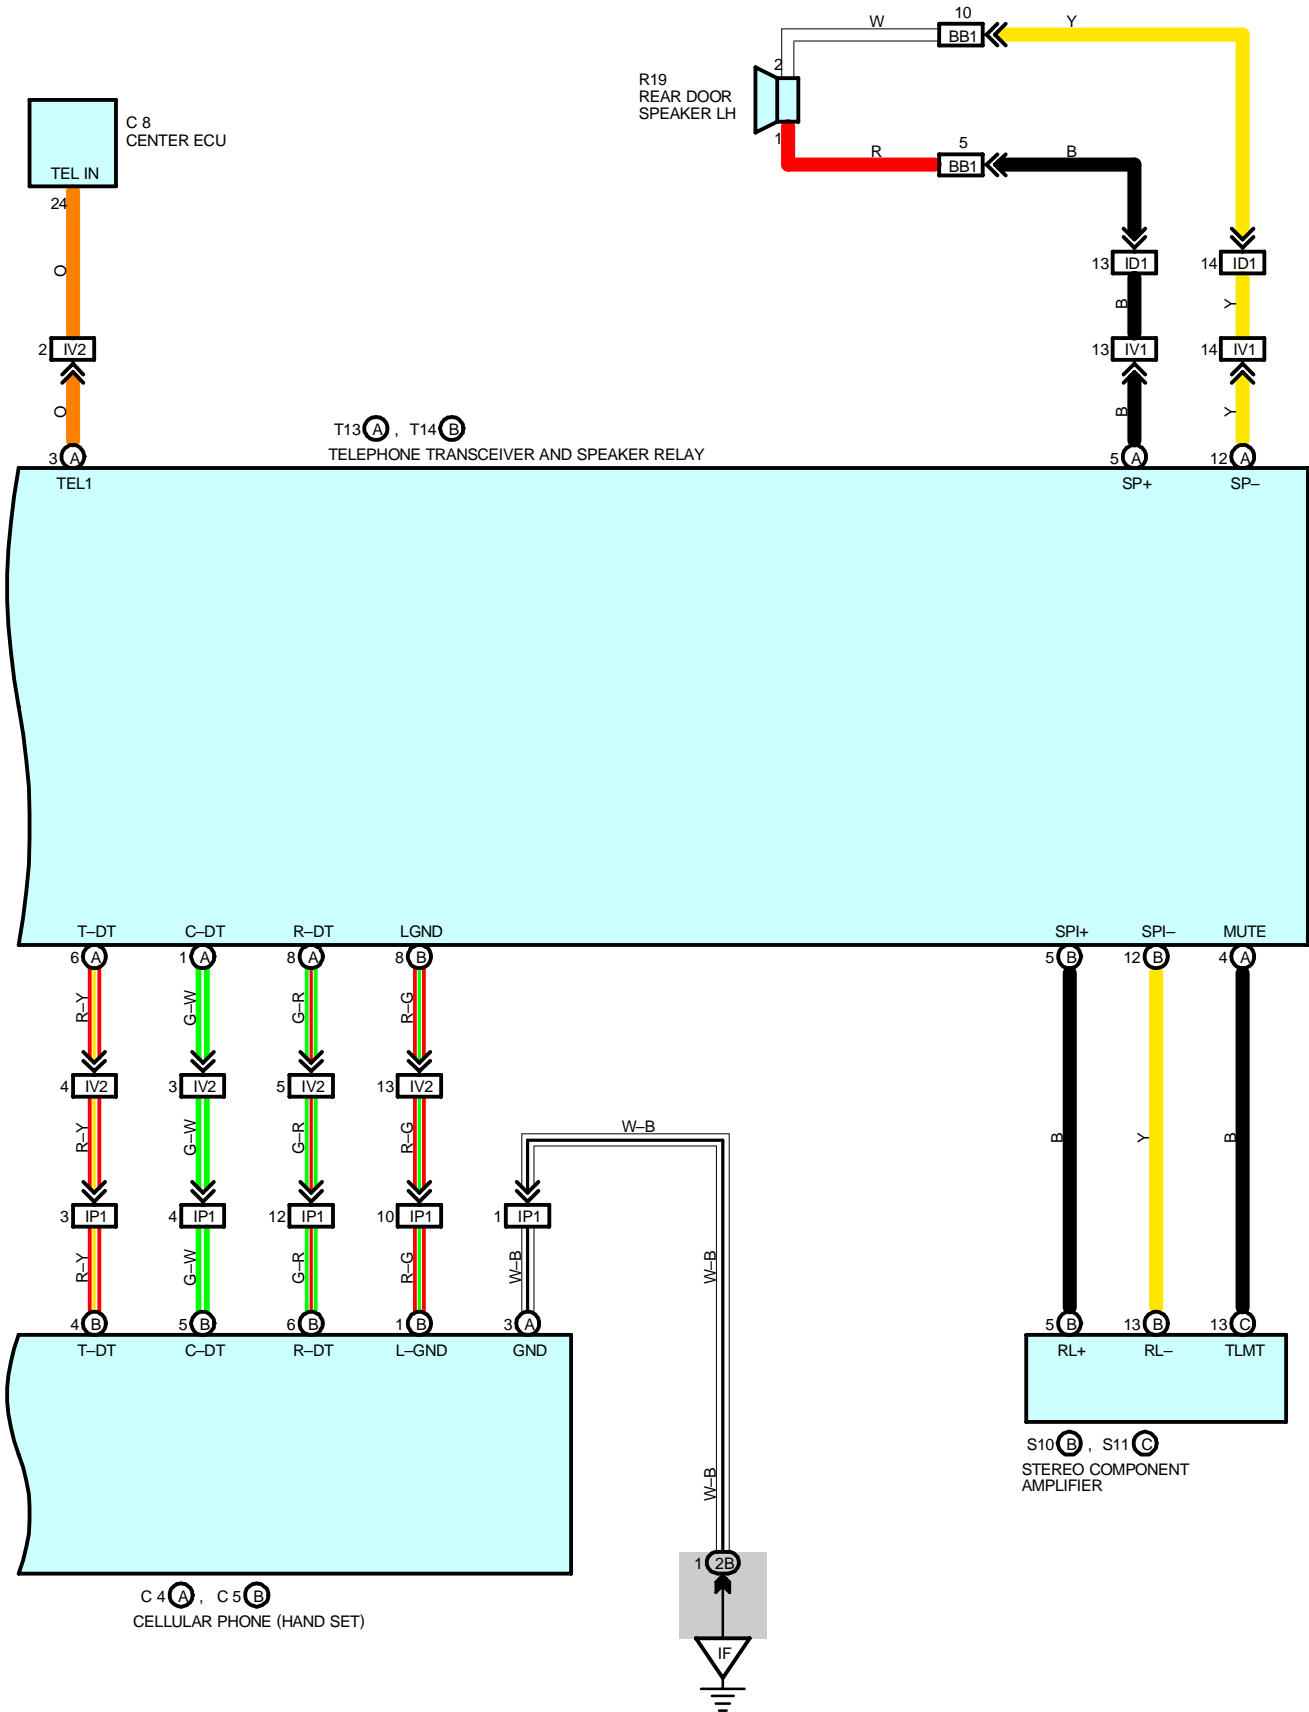 10
W
BB1
Y
2
R19
REAR DOOR
SPEAKER LH
1
5
R
BB1
B
C 8
CENTER ECU
TEL IN
24
O
13 ID1
14 ID1
B
Y
2 IV2
13 IV1
14 IV1
O
B
Y
T13 A , T14 B
TELEPHONE TRANSCEIVER AND SPEAKER RELAY
3 A
5 A
12 A
TEL1
SP+
SP–
T–DT
C–DT
R–DT
LGND
SPI+
SPI–
MUTE
6 A
1 A
8 A
8 B
5 B
12 B
4 A
R–Y
G–W
G–R
R–G
4 IV2
3 IV2
5 IV2
13 IV2
W–B
R–Y
G–W
G–R
R–G
B
Y
B
3 IP1
4 IP1
12 IP1
10 IP1
1 IP1
R–Y
G–W
G–R
R–G
W–B
W–B
4 B
5 B
6 B
1 B
3 A
5 B
13 B
13 C
T–DT
C–DT
R–DT
L–GND
GND
RL+
RL–
TLMT
S10 B , S11 C
STEREO COMPONENT
AMPLIFIER
W–B
1 2B
C 4 A , C 5 B
CELLULAR PHONE (HAND SET)
IF